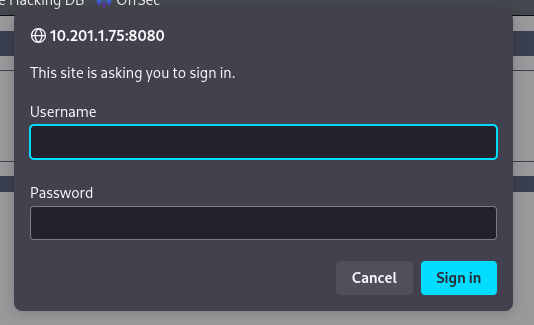 e Hacking DB OffSec
10.201.1.75:8080
This site is asking you to sign in.
Username
Password
Cancel Sign in